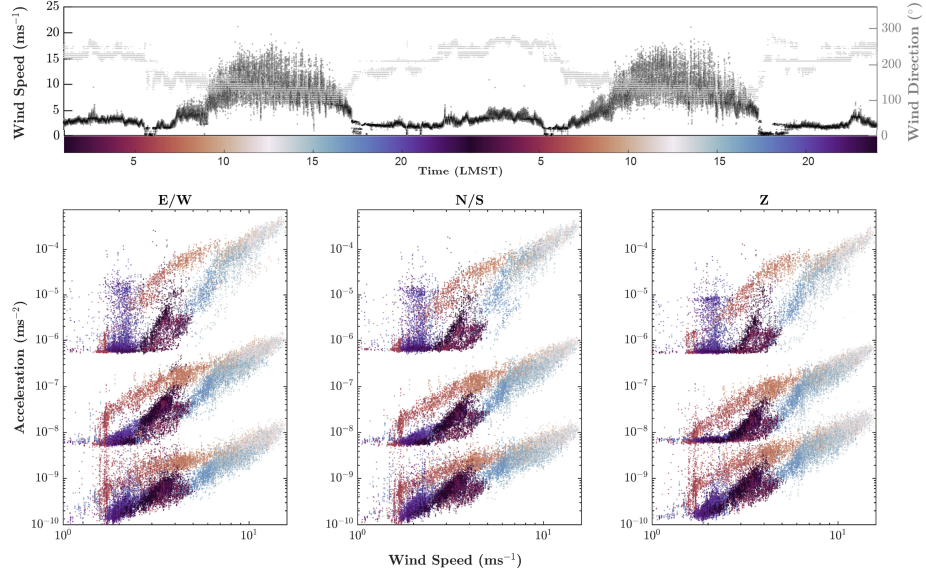 25
20
15
10
5
0
Wind Speed (ms⁻¹)
300
200
100
0
Wind Direction (°)
5 10 15 20 5 10 15 20
Time (LMST)
E/W N/S Z
10⁻⁴
10⁻⁵
10⁻⁶
10⁻⁷
10⁻⁸
10⁻⁹
10⁻¹⁰
Acceleration (ms⁻²)
10⁰ 10¹ 10⁰ 10¹ 10⁰ 10¹
Wind Speed (ms⁻¹)